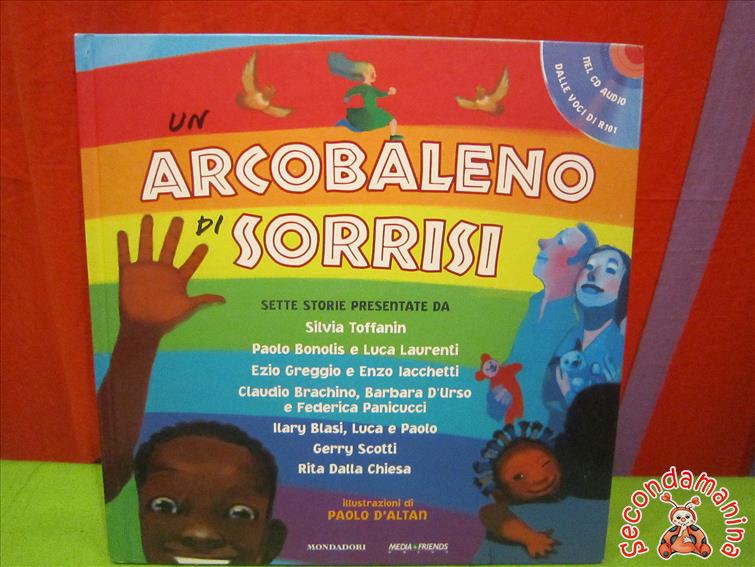 UN
ARCOBALENO
DI SORRISI
NEL CD AUDIO
DALLE VOCI DI R101
SETTE STORIE PRESENTATE DA
Silvia Toffanin
Paolo Bonolis e Luca Laurenti
Ezio Greggio e Enzo Iacchetti
Claudio Brachino, Barbara D'Urso
e Federica Panicucci
Ilary Blasi, Luca e Paolo
Gerry Scotti
Rita Dalla Chiesa
illustrazioni di
PAOLO D'ALTAN
MONDADORI
MEDIA FRIENDS
secondamanina